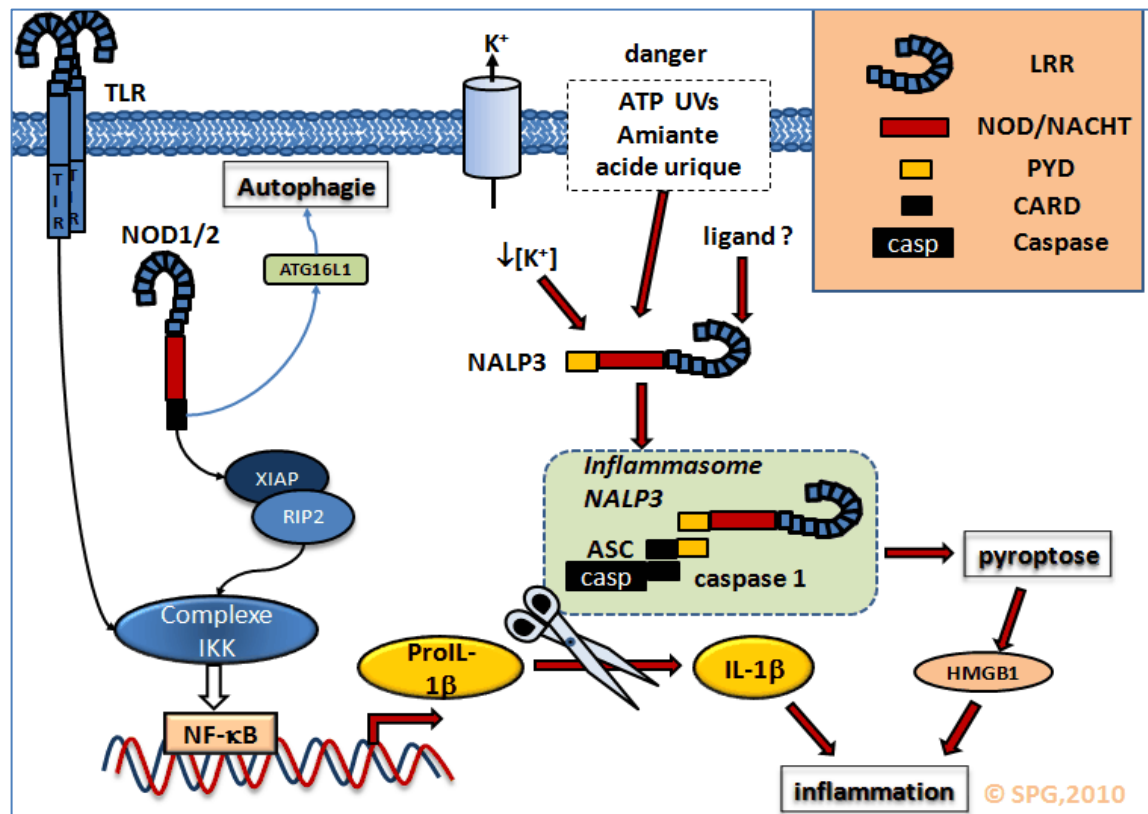 TLR
TIR
TIR
K⁺
danger
ATP UVs
Amiante
acide urique
LRR
NOD/NACHT
PYD
CARD
casp
Caspase
Autophagie
NOD1/2
ATG16L1
↓[K⁺]
ligand ?
NALP3
XIAP
RIP2
Inflammasome
NALP3
ASC
casp
caspase 1
pyroptose
Complexe
IKK
ProIL-
1β
IL-1β
HMGB1
NF-κB
inflammation
© SPG,2010